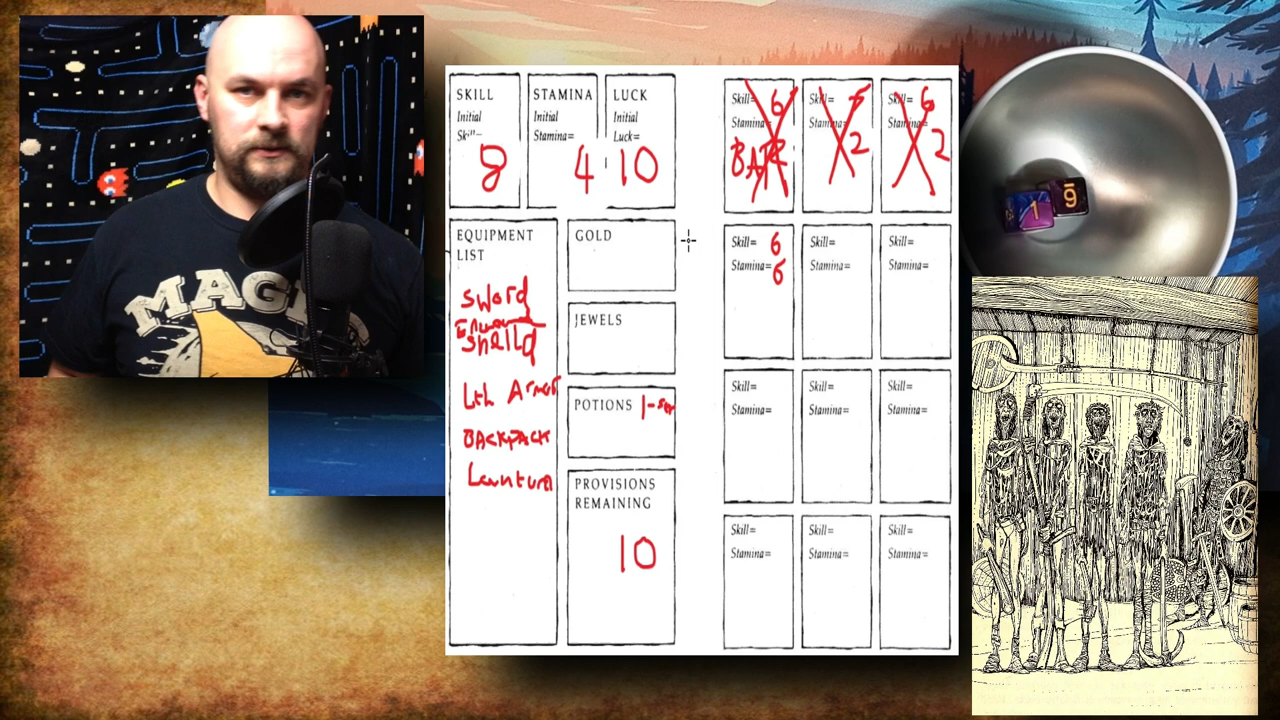 MAGIC
SKILL
Initial
Skill=
8
STAMINA
Initial
Stamina=
4
LUCK
Initial
Luck=
10
EQUIPMENT
LIST
sword
Lth Armor
BACKPACK
GOLD
JEWELS
POTIONS
PROVISIONS
REMAINING
10
Skill= 6
Stamina=
Skill= 5
Stamina= 2
Skill= 6
Stamina= 2
Skill= 6
Stamina= 6
Skill=
Stamina=
Skill=
Stamina=
Skill=
Stamina=
Skill=
Stamina=
Skill=
Stamina=
Skill=
Stamina=
Skill=
Stamina=
Skill=
Stamina=
1
9